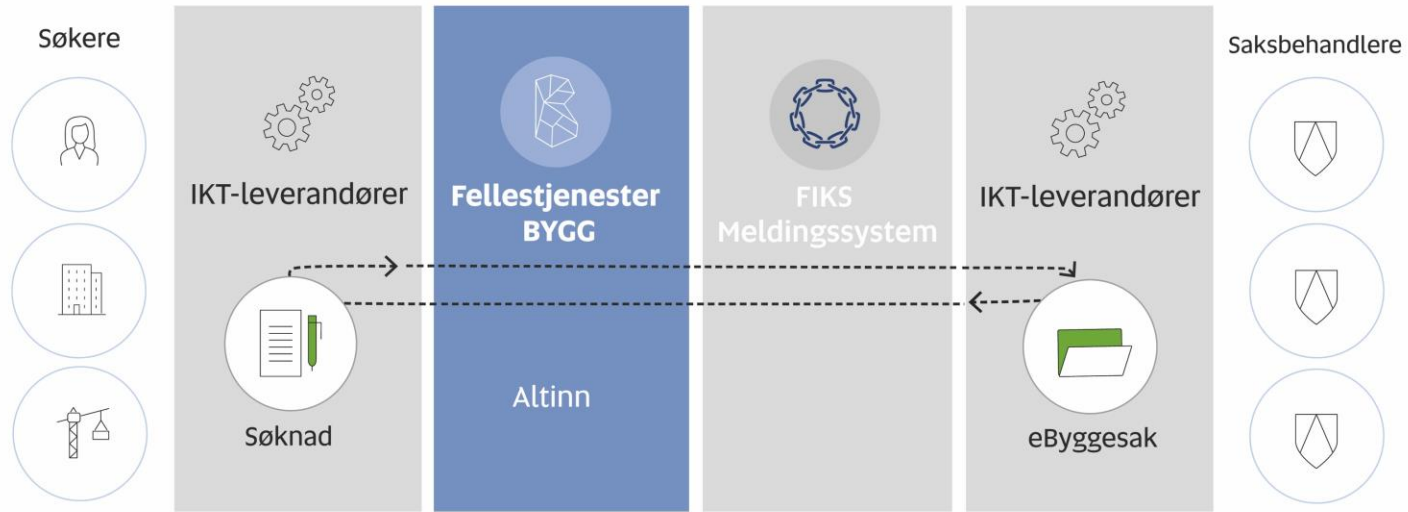 Søkere
IKT-leverandører
Søknad
Fellestjenester
BYGG
Altinn
FIKS
Meldingssystem
IKT-leverandører
eByggesak
Saksbehandlere